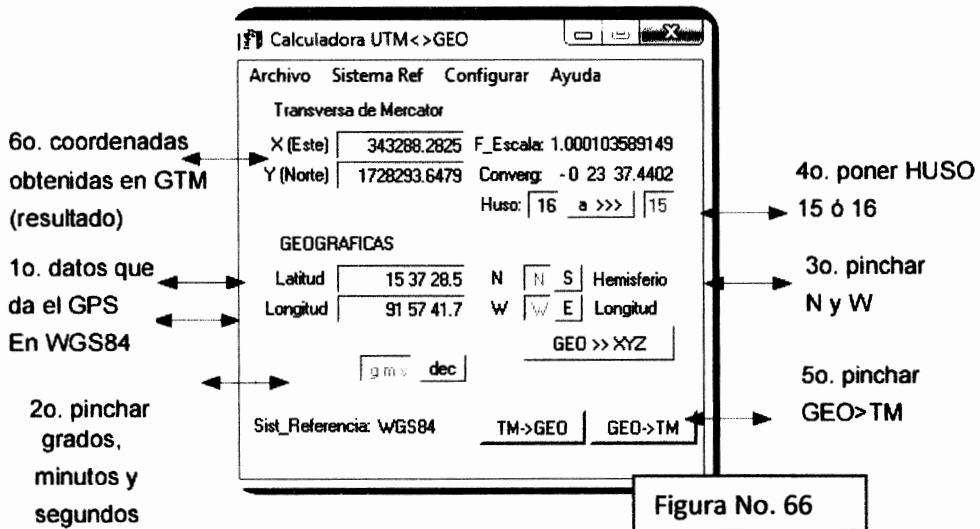 Calculadora UTM<>GEO
Archivo Sistema Ref Configurar Ayuda
Transversa de Mercator
X (Este) 343288.2825 F_Escala: 1.000103589149
Y (Norte) 1728293.6479 Converg: - 0 23 37.4402
Huso: 16 a >>> 15
GEOGRAFICAS
Latitud 15 37 28.5 N N S Hemisferio
Longitud 91 57 41.7 W W E Longitud
GEO >> XYZ
g m s dec
Sist_Referencia: WGS84 TM->GEO GEO->TM
6o. coordenadas
obtenidas en GTM
(resultado)
1o. datos que
da el GPS
En WGS84
2o. pinchar
grados,
minutos y
segundos
4o. poner HUSO
15 ó 16
3o. pinchar
N y W
5o. pinchar
GEO>TM
Figura No. 66